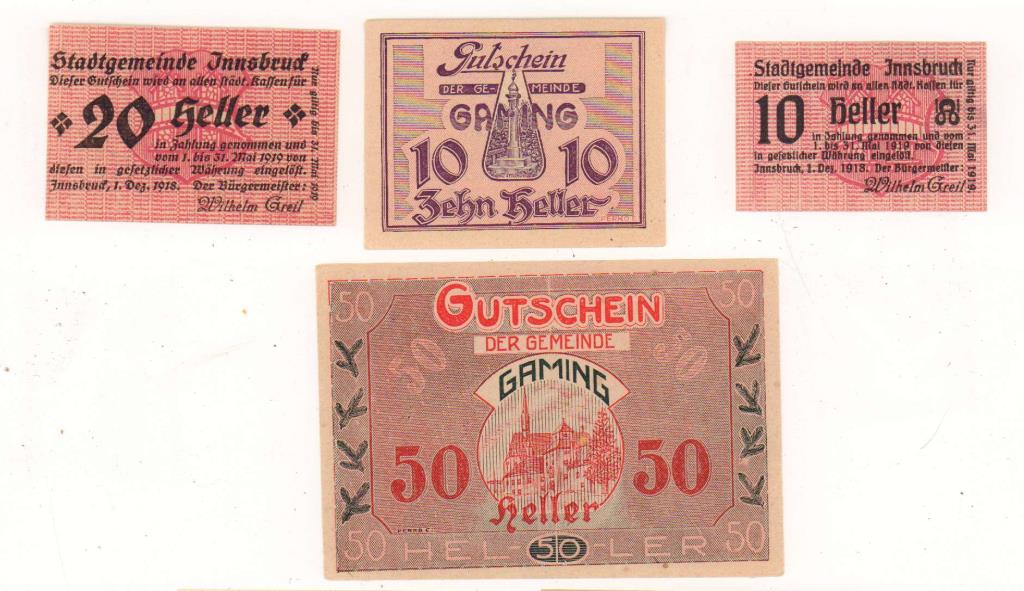 Stadtgemeinde Innsbruck
Dieser Gutschein wird an allen städt. Kassen für
20 Heller
in Zahlung genommen und
vom 1. bis 31. Mai 1919 von
diesen in gesetzlicher Währung eingelöst.
Innsbruck, 1. Dez. 1918. Der Bürgermeister:
Wilhelm Greil
Nur gültig bis 31. Mai 1919
Gutschein
DER GE- MEINDE
GAMING
10 10
Zehn Heller
Stadtgemeinde Innsbruck
Dieser Gutschein wird an allen städt. Kassen für
10 Heller
in Zahlung genommen und vom
1. bis 31. Mai 1919 von diesen
in gesetzlicher Währung eingelöst.
Innsbruck, 1. Dez. 1918. Der Bürgermeister:
Wilhelm Greil
Nur gültig bis 31. Mai 1919
50 50
GUTSCHEIN
DER GEMEINDE
50 50
GAMING
50 50
Heller
50 HEL-50-LER 50